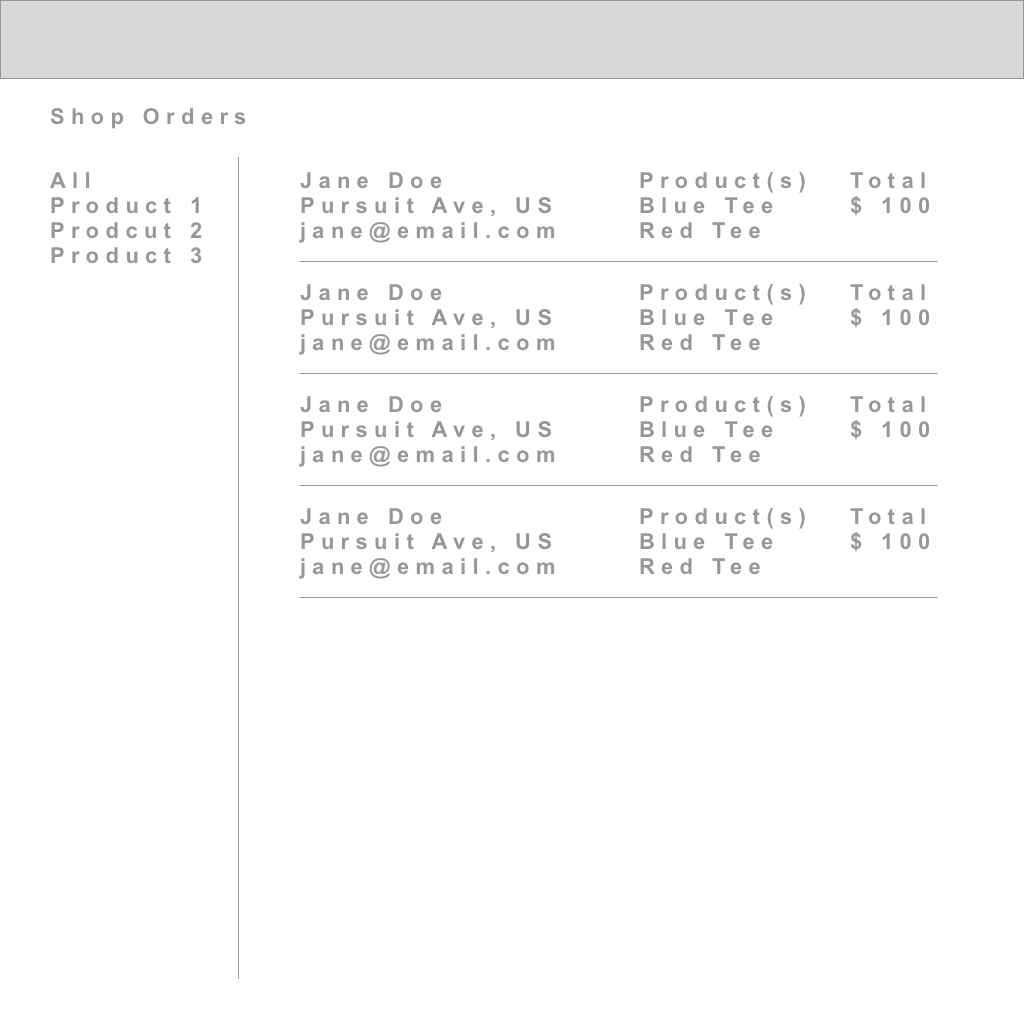 Shop Orders
All
Product 1
Prodcut 2
Product 3
Jane Doe
Pursuit Ave, US
jane@email.com
Product(s)
Blue Tee
Red Tee
Total
$ 100
Jane Doe
Pursuit Ave, US
jane@email.com
Product(s)
Blue Tee
Red Tee
Total
$ 100
Jane Doe
Pursuit Ave, US
jane@email.com
Product(s)
Blue Tee
Red Tee
Total
$ 100
Jane Doe
Pursuit Ave, US
jane@email.com
Product(s)
Blue Tee
Red Tee
Total
$ 100